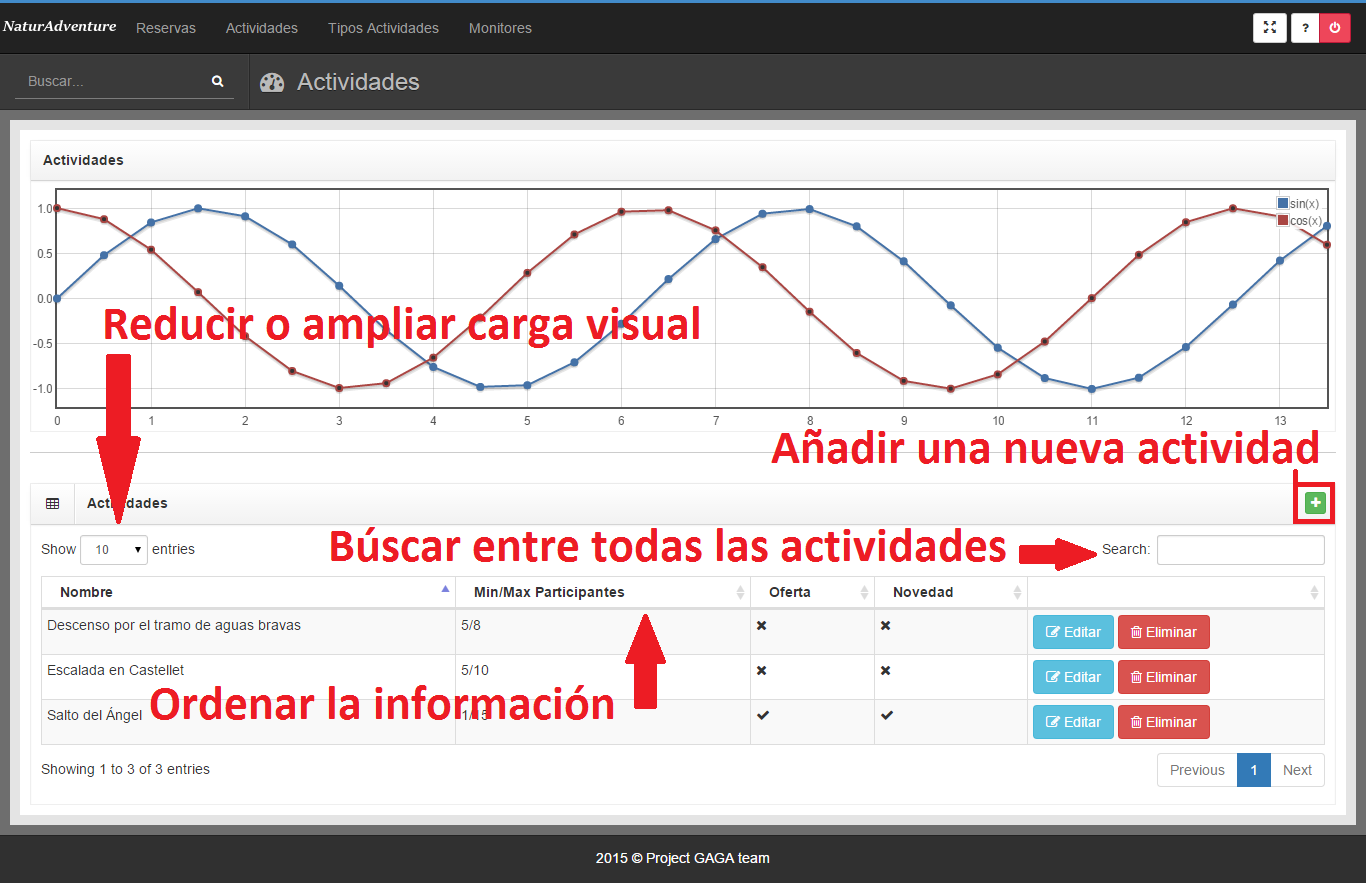 NaturAdventure Reservas Actividades Tipos Actividades Monitores ?
Buscar... Actividades
Actividades
sin(x)
cos(x)
1.0
0.5
0.0
-0.5
-1.0
0 1 2 3 4 5 6 7 8 9 10 11 12 13
Reducir o ampliar carga visual
Añadir una nueva actividad
Actividades
Búscar entre todas las actividades
Show 10 entries Search:
Nombre Min/Max Participantes Oferta Novedad
Descenso por el tramo de aguas bravas 5/8 Editar Eliminar
Escalada en Castellet 5/10 Editar Eliminar
Ordenar la información
Salto del Ángel 1/15 Editar Eliminar
Showing 1 to 3 of 3 entries Previous 1 Next
2015 © Project GAGA team